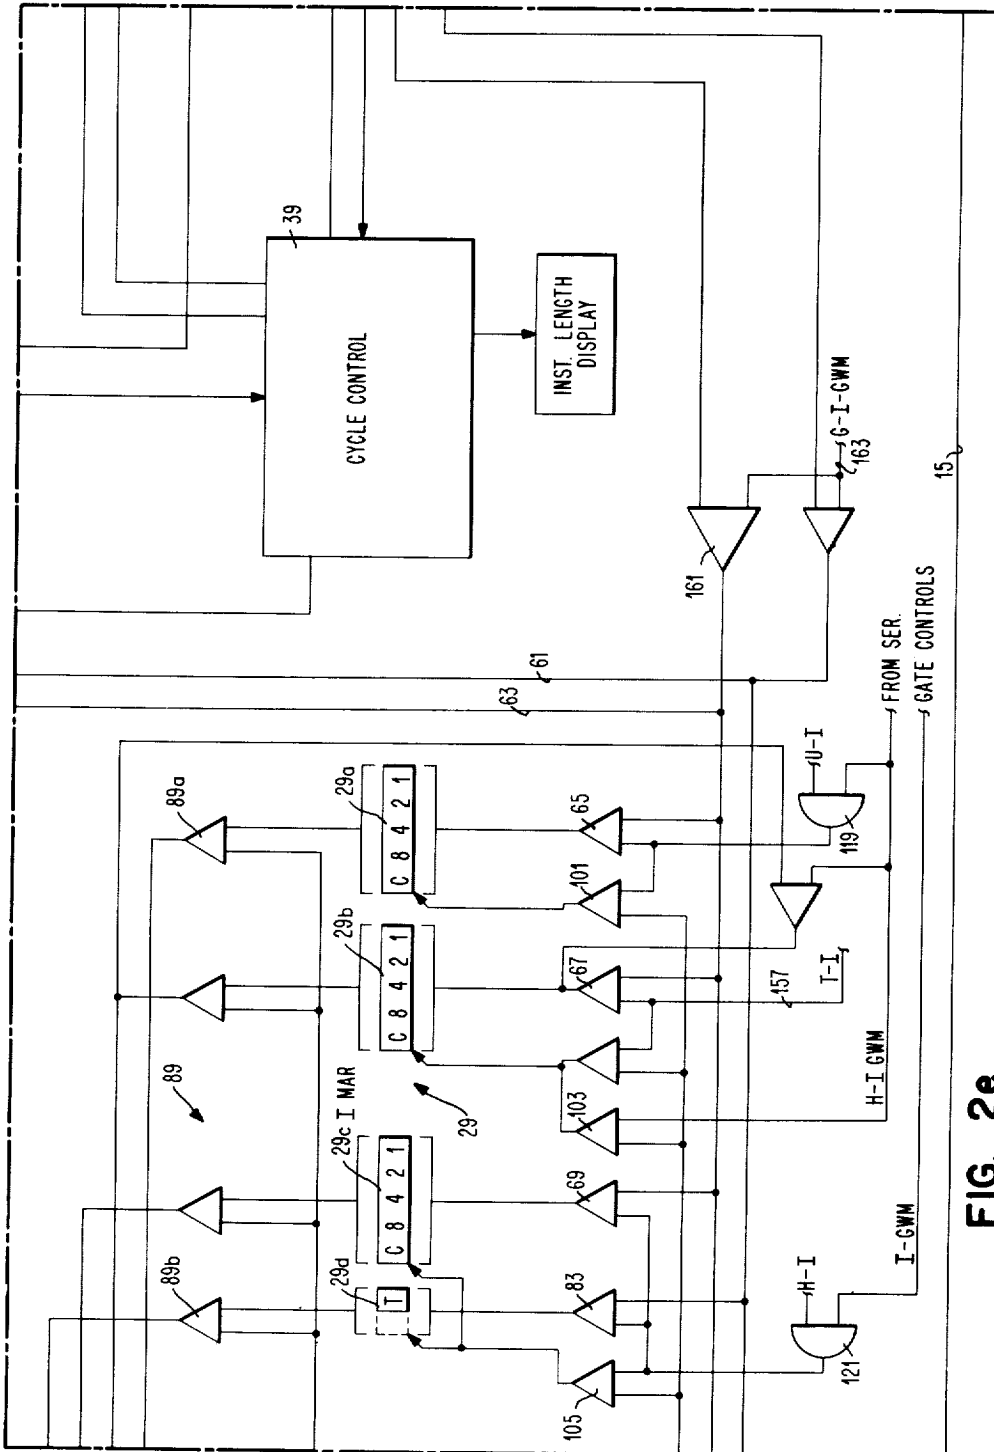 39
CYCLE CONTROL
INST. LENGTH
DISPLAY
G-I-GWM
163
161
15
61
63
FROM SER.
GATE CONTROLS
89a
89
89b
29a
C 8 4 2 1
29b
C 8 4 2 1
29c I MAR
C 8 4 2 1
29d
1
29
65
101
67
103
69
83
105
U-I
119
T-I
157
H-I GWM
I-GWM
H-I
121
FIG. 2e